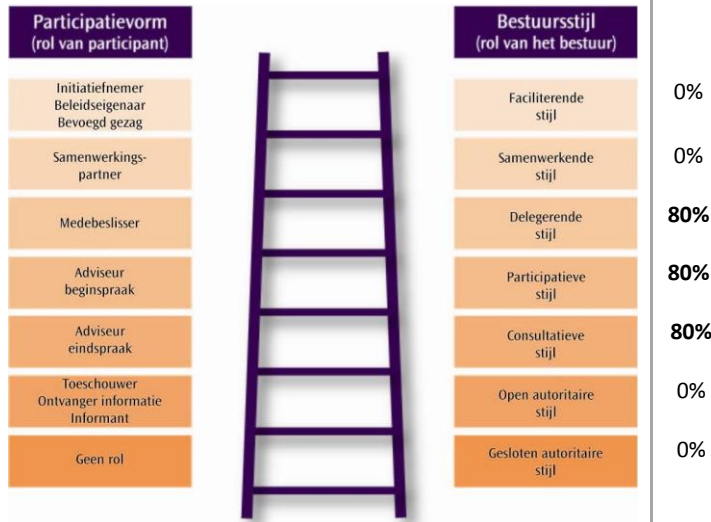 Participatievorm
(rol van participant)
Bestuursstijl
(rol van het bestuur)
Initiatiefnemer
Beleidseigenaar
Bevoegd gezag
Faciliterende
stijl
0%
Samenwerkings-
partner
Samenwerkende
stijl
0%
Medebeslisser
Delegerende
stijl
80%
Adviseur
beginspraak
Participatieve
stijl
80%
Adviseur
eindspraak
Consultatieve
stijl
80%
Toeschouwer
Ontvanger informatie
Informant
Open autoritaire
stijl
0%
Geen rol
Gesloten autoritaire
stijl
0%